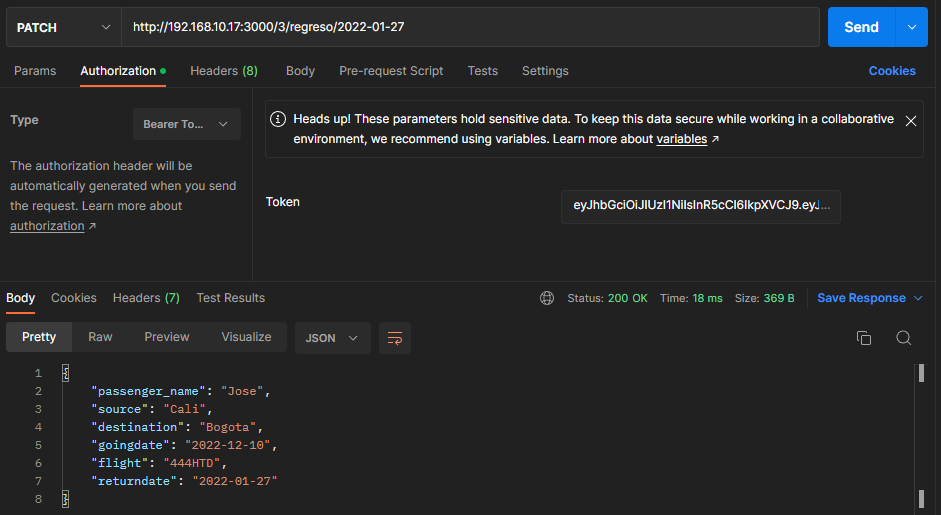 PATCH http://192.168.10.17:3000/3/regreso/2022-01-27 Send
Params Authorization Headers (8) Body Pre-request Script Tests Settings Cookies
Type Bearer To...
The authorization header will be
automatically generated when you send
the request. Learn more about
authorization ↗
Heads up! These parameters hold sensitive data. To keep this data secure while working in a collaborative
environment, we recommend using variables. Learn more about variables ↗
Token eyJhbGciOiJIUzI1NiIsInR5cCI6IkpXVCJ9.eyJ...
Body Cookies Headers (7) Test Results Status: 200 OK Time: 18 ms Size: 369 B Save Response
Pretty Raw Preview Visualize JSON
1 {
2 "passenger_name": "Jose",
3 "source": "Cali",
4 "destination": "Bogota",
5 "goingdate": "2022-12-10",
6 "flight": "444HTD",
7 "returndate": "2022-01-27"
8 }